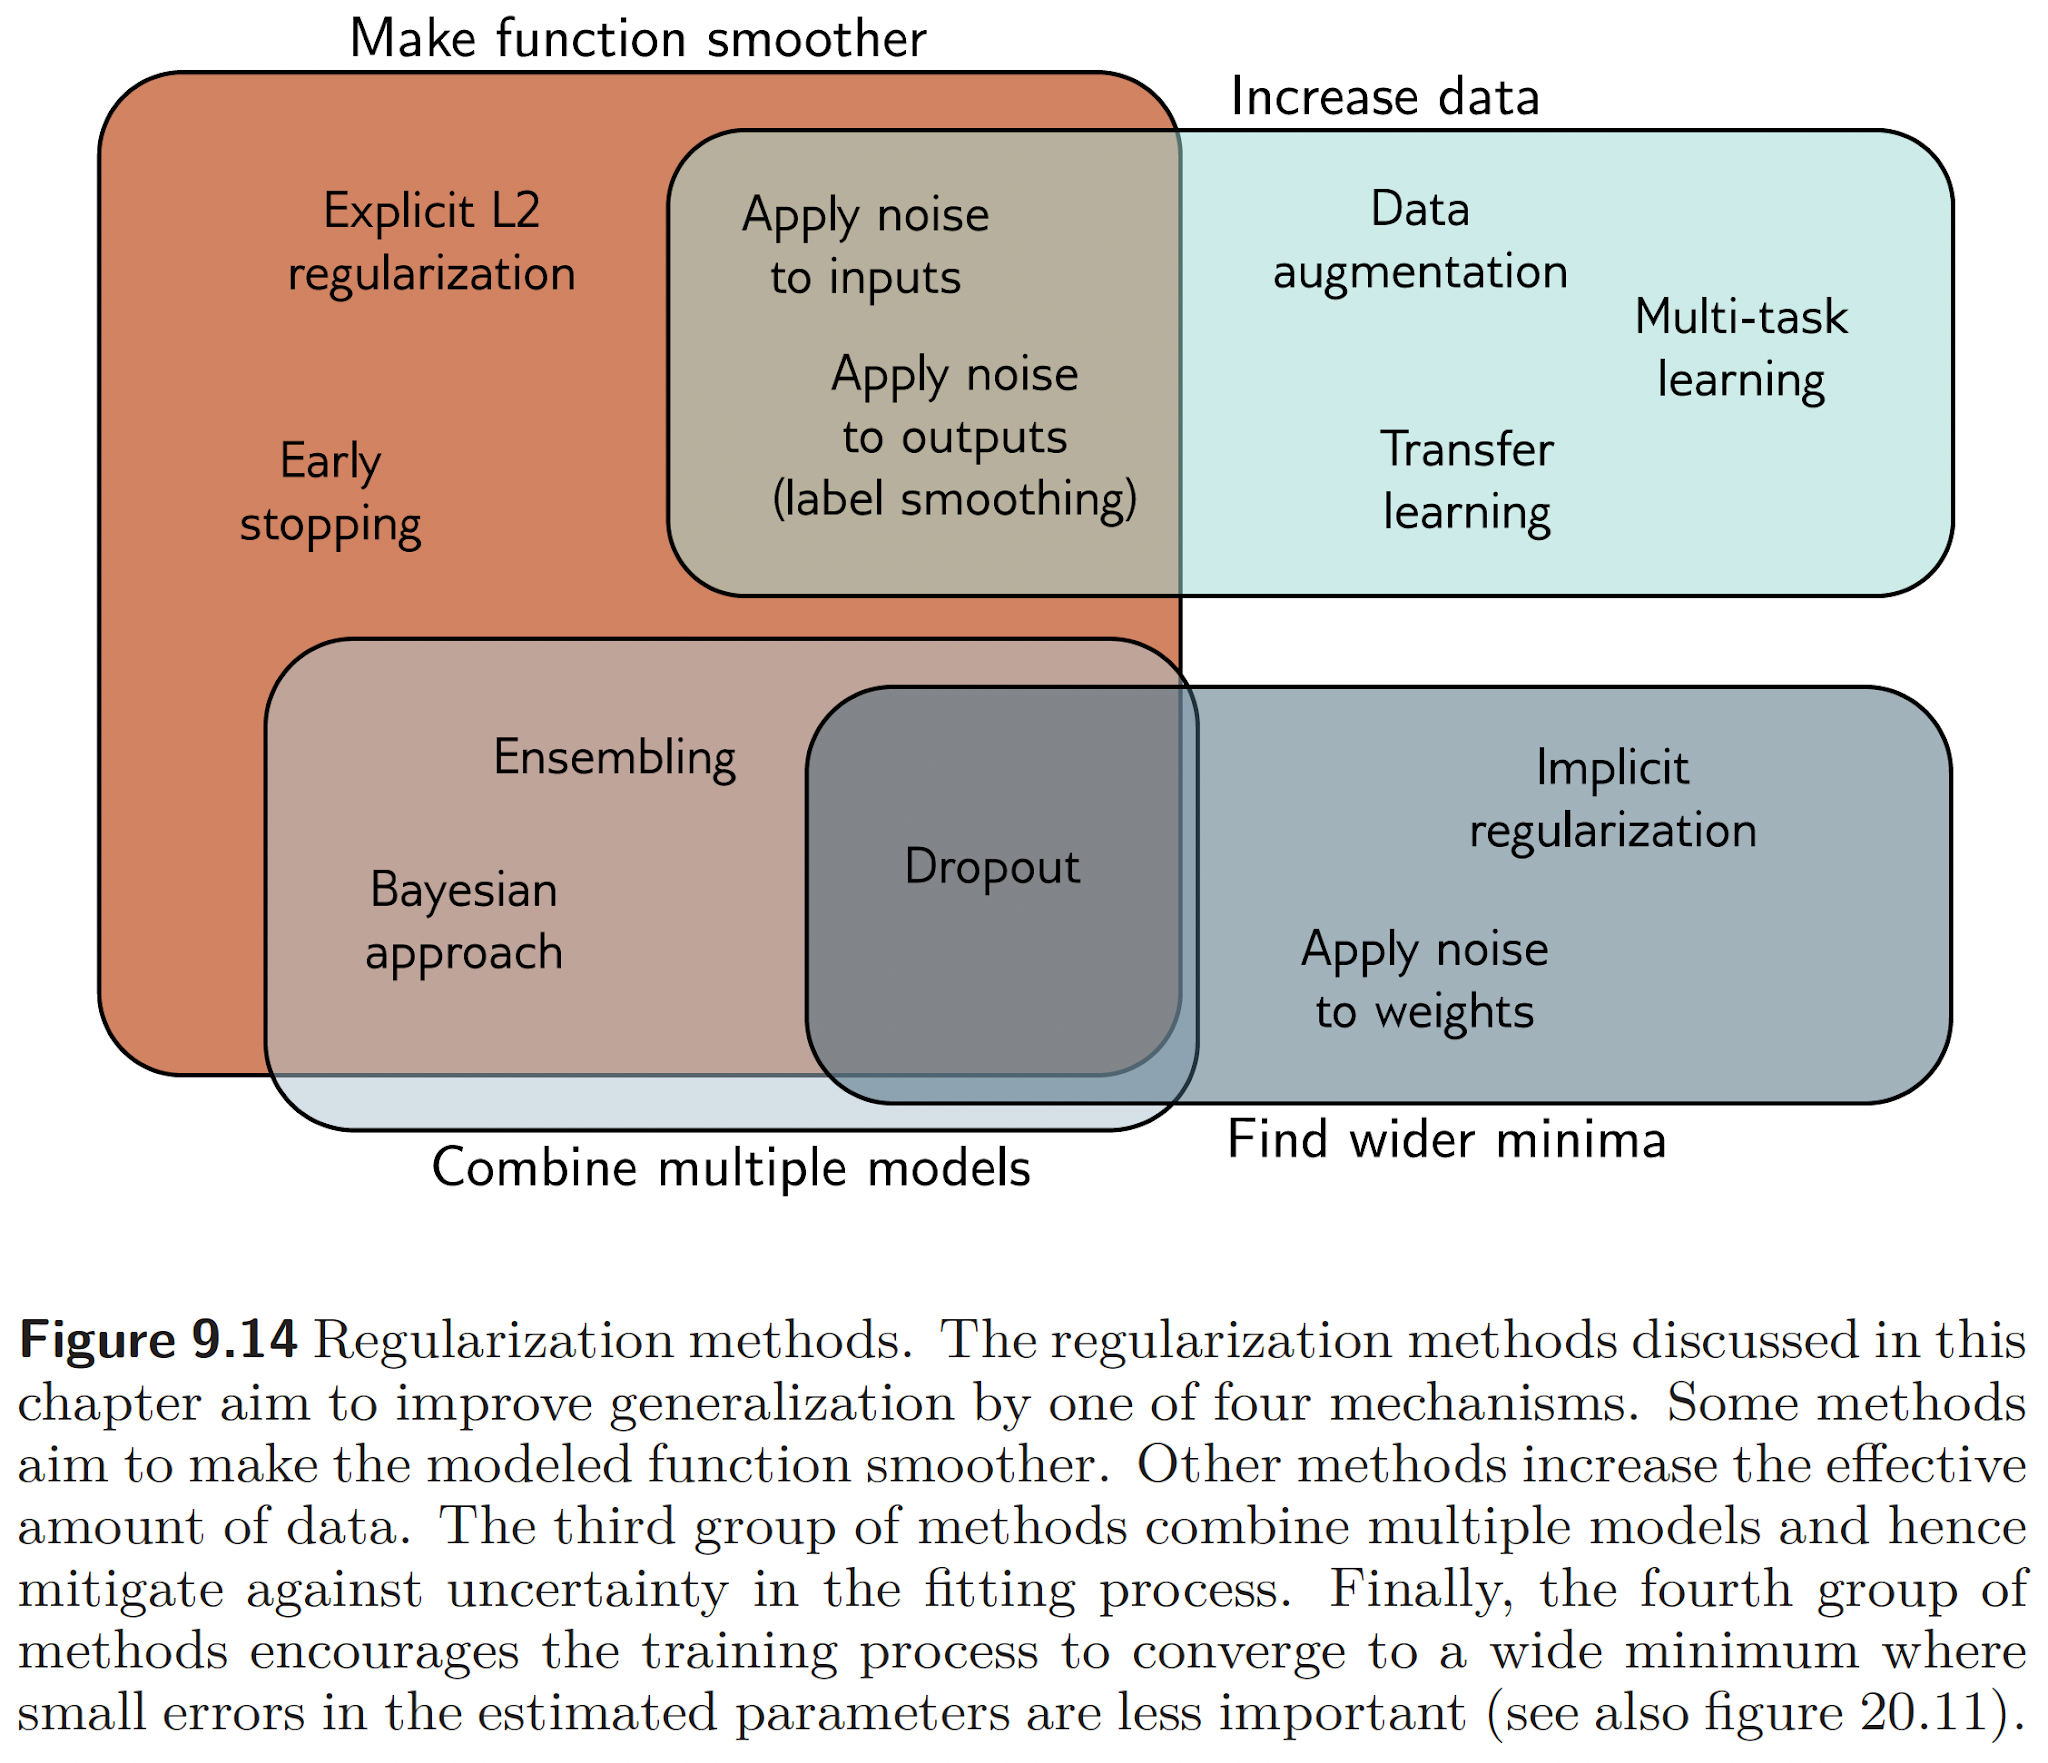 Make function smoother
Increase data
Explicit L2
regularization
Apply noise
to inputs
Data
augmentation
Multi-task
learning
Apply noise
to outputs
(label smoothing)
Early
stopping
Transfer
learning
Ensembling
Bayesian
approach
Dropout
Implicit
regularization
Apply noise
to weights
Combine multiple models
Find wider minima
Figure 9.14 Regularization methods. The regularization methods discussed in this
chapter aim to improve generalization by one of four mechanisms. Some methods
aim to make the modeled function smoother. Other methods increase the effective
amount of data. The third group of methods combine multiple models and hence
mitigate against uncertainty in the fitting process. Finally, the fourth group of
methods encourages the training process to converge to a wide minimum where
small errors in the estimated parameters are less important (see also figure 20.11).